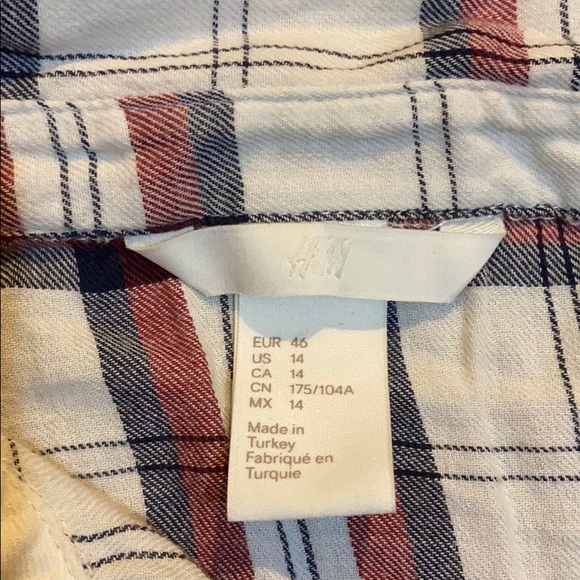 H&M
EUR 46
US 14
CA 14
CN 175/104A
MX 14
Made in
Turkey
Fabriqué en
Turquie